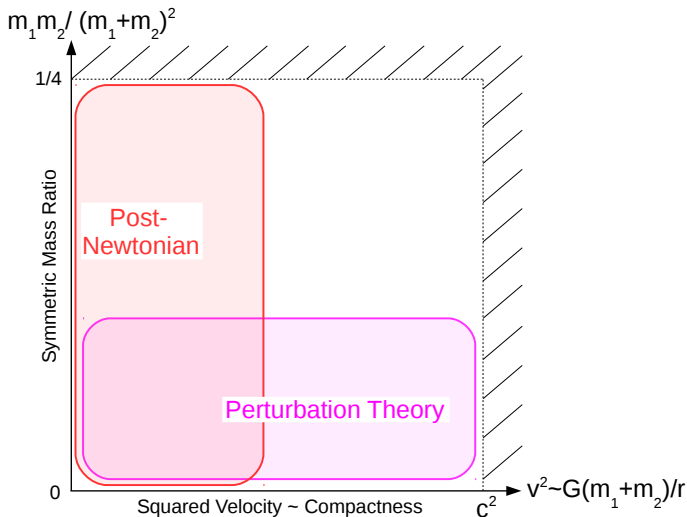 m₁m₂/ (m₁+m₂)²
1/4
Symmetric Mass Ratio
Post-
Newtonian
Perturbation Theory
0
Squared Velocity ~ Compactness
c²
v²~G(m₁+m₂)/r